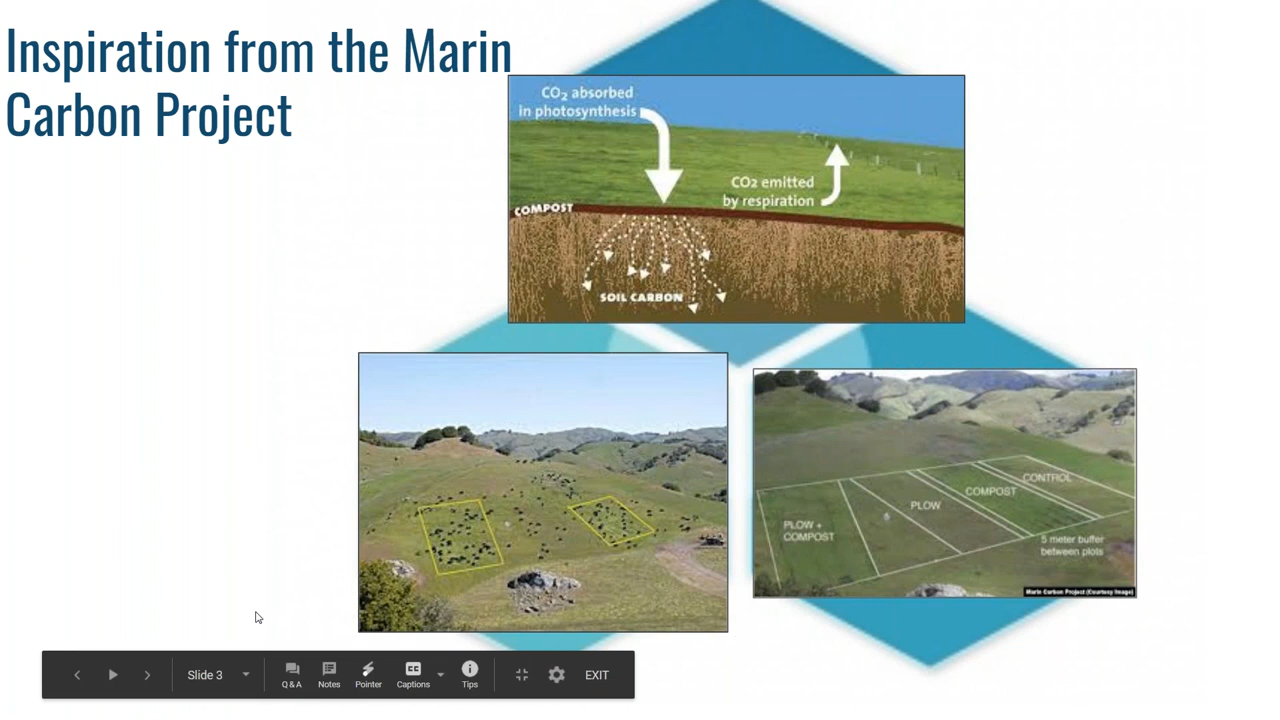 Inspiration from the Marin
Carbon Project
CO₂ absorbed
in photosynthesis
CO2 emitted
by respiration
COMPOST
SOIL CARBON
PLOW +
COMPOST
PLOW
COMPOST
CONTROL
5 meter buffer
between plots
Marin Carbon Project (Courtesy Image)
Slide 3
Q & A
Notes
Pointer
CC
Captions
Tips
EXIT